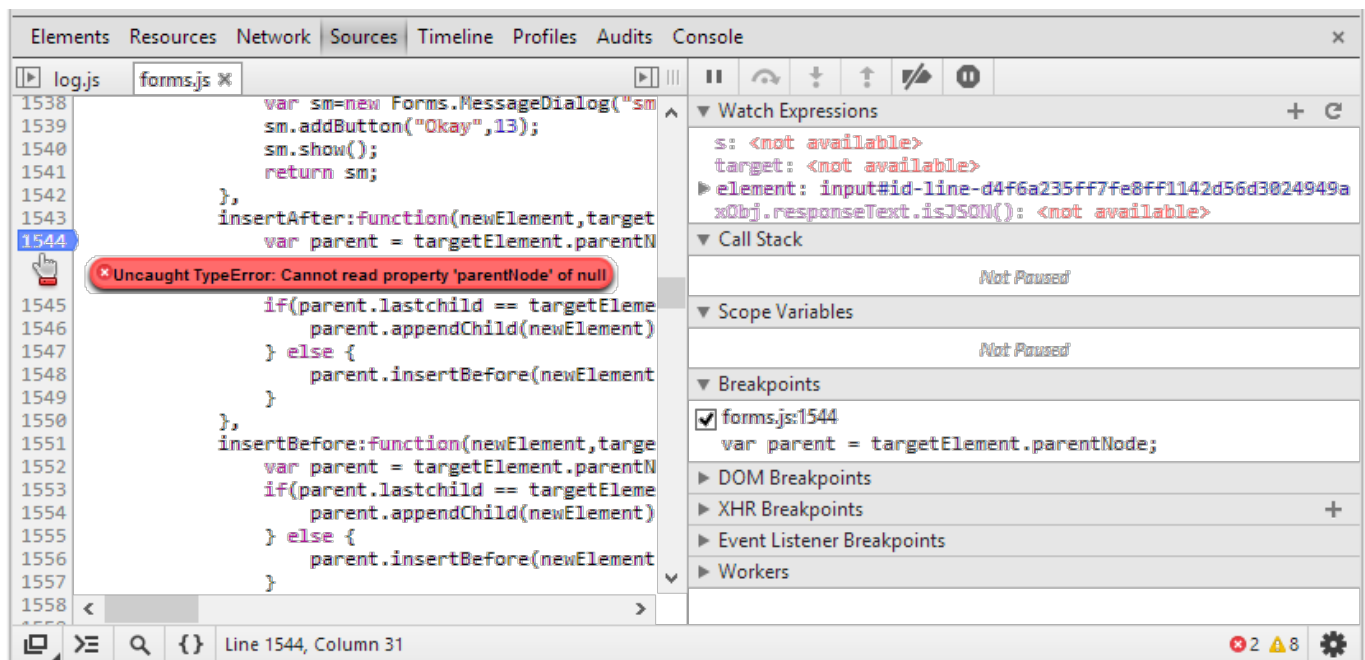 Elements Resources Network Sources Timeline Profiles Audits Console
log.js forms.js
1538 var sm=new Forms.MessageDialog("sm
1539 sm.addButton("Okay",13);
1540 sm.show();
1541 return sm;
1542 },
1543 insertAfter:function(newElement,target
1544 var parent = targetElement.parentN
Uncaught TypeError: Cannot read property 'parentNode' of null
1545 if(parent.lastchild == targetEleme
1546 parent.appendChild(newElement)
1547 } else {
1548 parent.insertBefore(newElement
1549 }
1550 },
1551 insertBefore:function(newElement,targe
1552 var parent = targetElement.parentN
1553 if(parent.lastchild == targetEleme
1554 parent.appendChild(newElement)
1555 } else {
1556 parent.insertBefore(newElement
1557 }
1558
Watch Expressions
s: <not available>
target: <not available>
element: input#id-line-d4f6a235ff7fe8ff1142d56d3024949a
xObj.responseText.isJSON(): <not available>
Call Stack
Not Paused
Scope Variables
Not Paused
Breakpoints
forms.js:1544
var parent = targetElement.parentNode;
DOM Breakpoints
XHR Breakpoints
Event Listener Breakpoints
Workers
{} Line 1544, Column 31
2 8